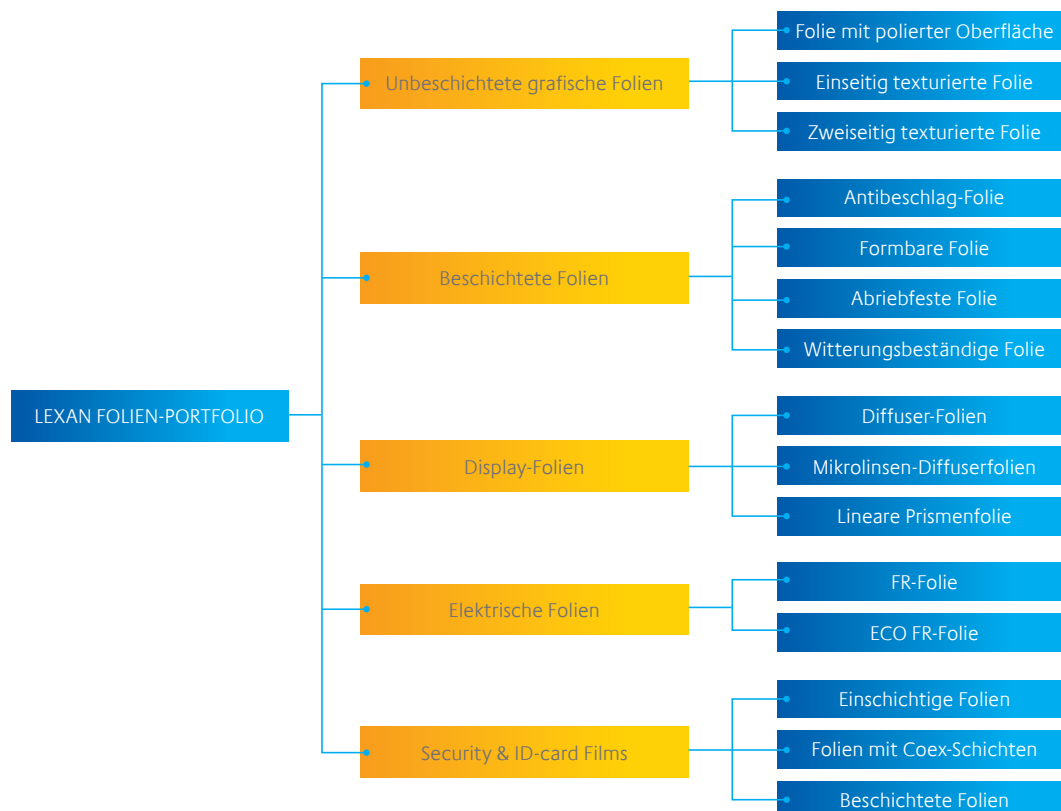 LEXAN FOLIEN-PORTFOLIO
Unbeschichtete grafische Folien
Folie mit polierter Oberfläche
Einseitig texturierte Folie
Zweiseitig texturierte Folie
Beschichtete Folien
Antibeschlag-Folie
Formbare Folie
Abriebfeste Folie
Witterungsbeständige Folie
Display-Folien
Diffuser-Folien
Mikrolinsen-Diffuserfolien
Lineare Prismenfolie
Elektrische Folien
FR-Folie
ECO FR-Folie
Security & ID-card Films
Einschichtige Folien
Folien mit Coex-Schichten
Beschichtete Folien